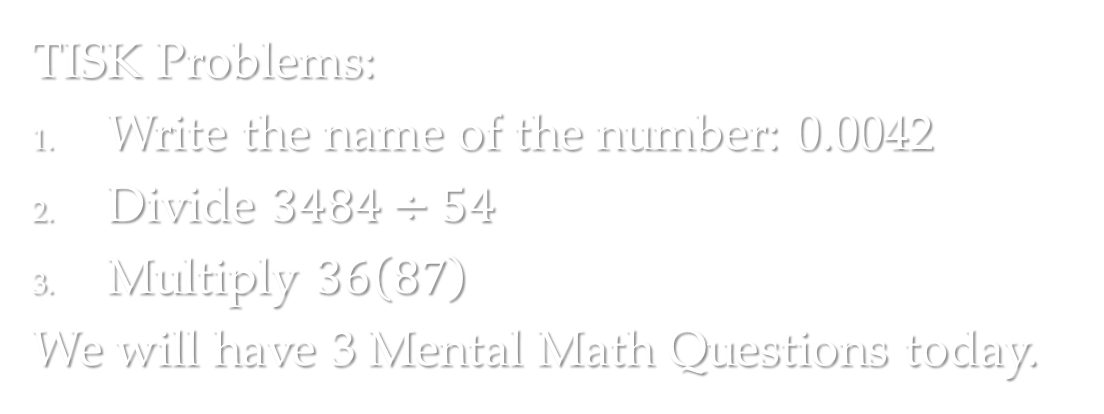 TISK Problems:
1. Write the name of the number: 0.0042
2. Divide 3484 ÷ 54
3. Multiply 36(87)
We will have 3 Mental Math Questions today.